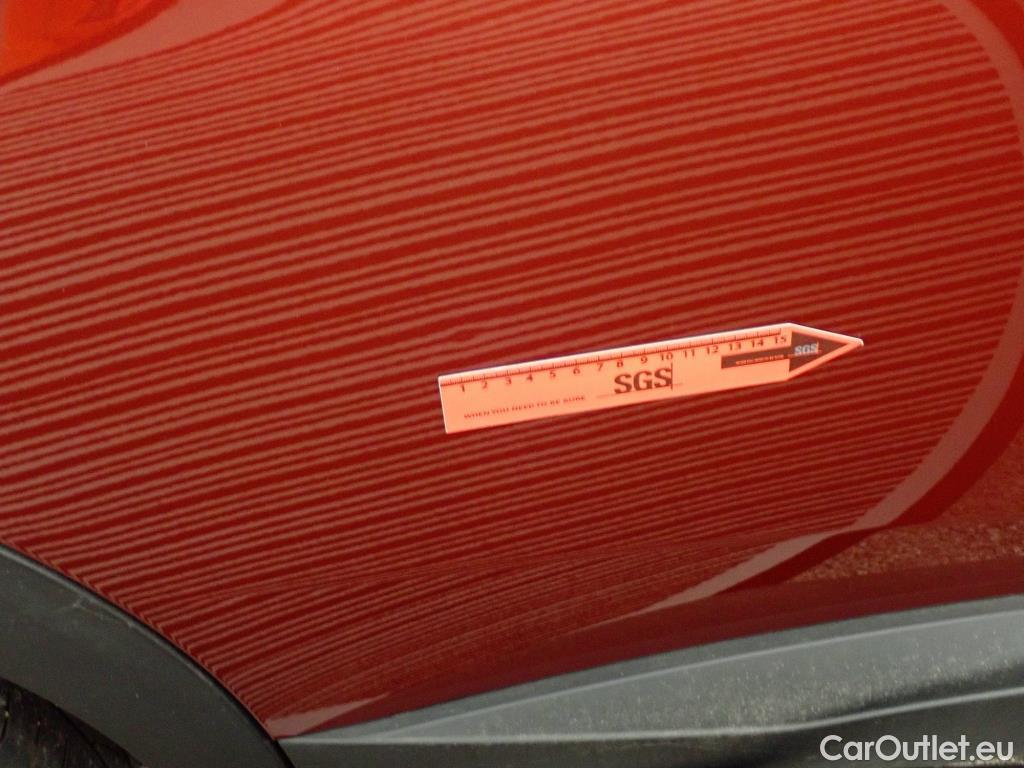 1 2 3 4 5 6 7 8 9 10 11 12 13 14 15
SGS
SGS
WHEN YOU NEED TO BE SURE
CarOutlet.eu